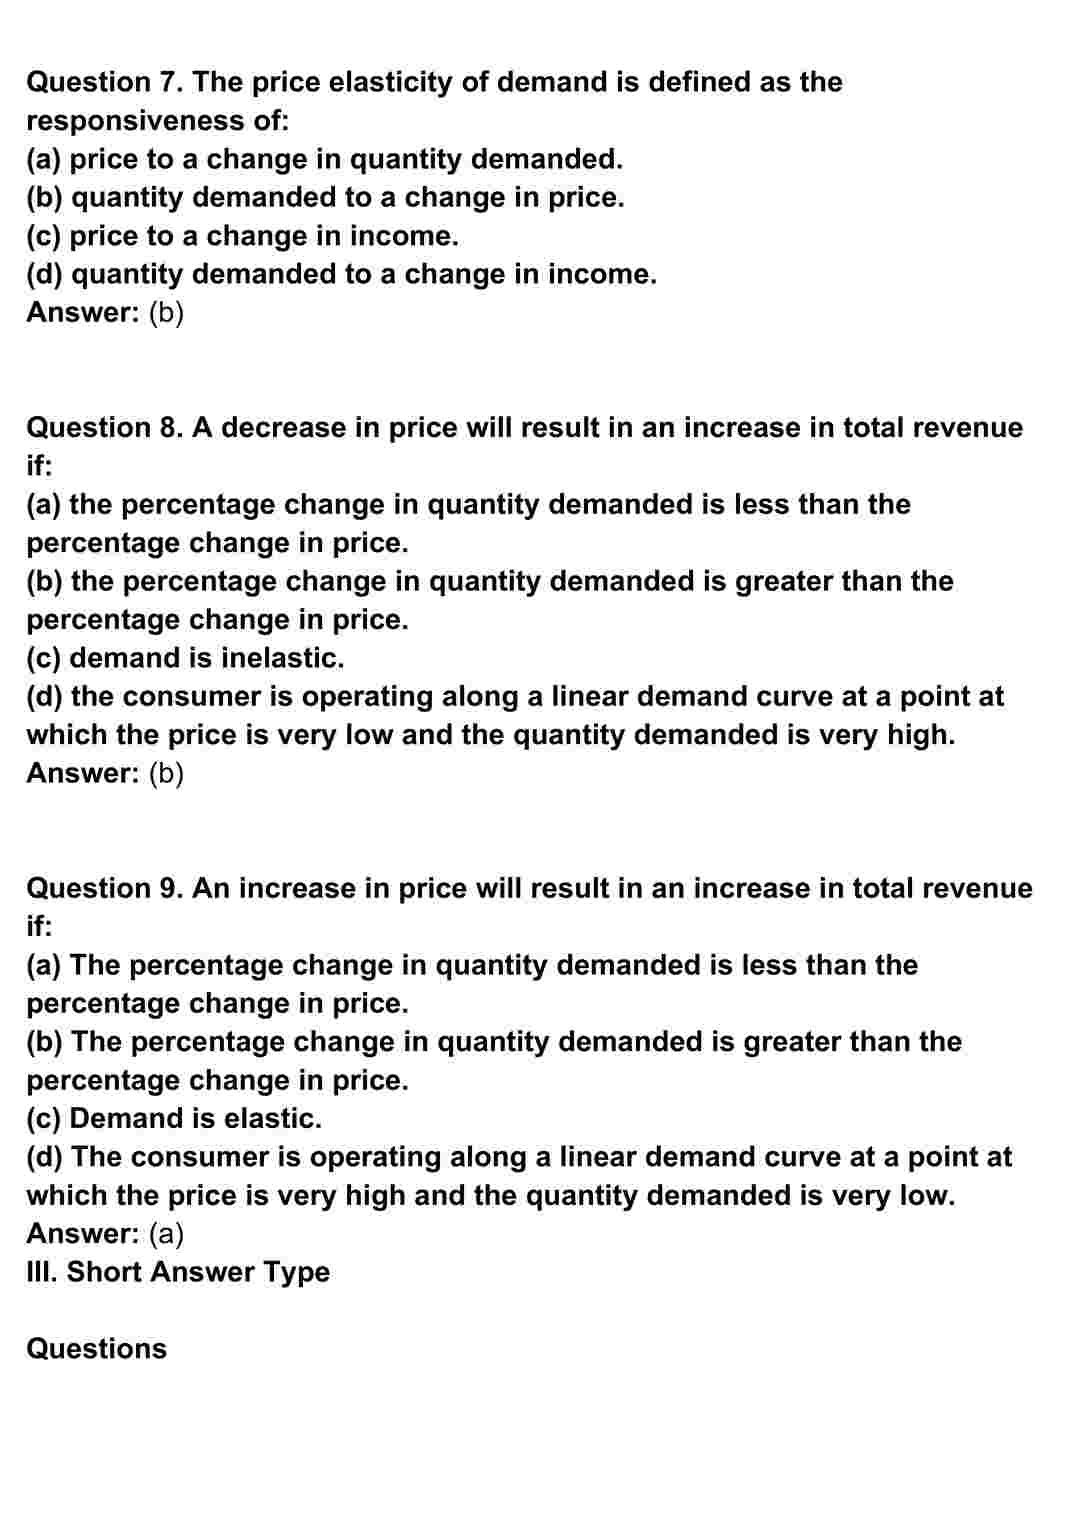 Question 7. The price elasticity of demand is defined as the
responsiveness of:
(a) price to a change in quantity demanded.
(b) quantity demanded to a change in price.
(c) price to a change in income.
(d) quantity demanded to a change in income.
Answer: (b)
Question 8. A decrease in price will result in an increase in total revenue
if:
(a) the percentage change in quantity demanded is less than the
percentage change in price.
(b) the percentage change in quantity demanded is greater than the
percentage change in price.
(c) demand is inelastic.
(d) the consumer is operating along a linear demand curve at a point at
which the price is very low and the quantity demanded is very high.
Answer: (b)
Question 9. An increase in price will result in an increase in total revenue
if:
(a) The percentage change in quantity demanded is less than the
percentage change in price.
(b) The percentage change in quantity demanded is greater than the
percentage change in price.
(c) Demand is elastic.
(d) The consumer is operating along a linear demand curve at a point at
which the price is very high and the quantity demanded is very low.
Answer: (a)
III. Short Answer Type
Questions